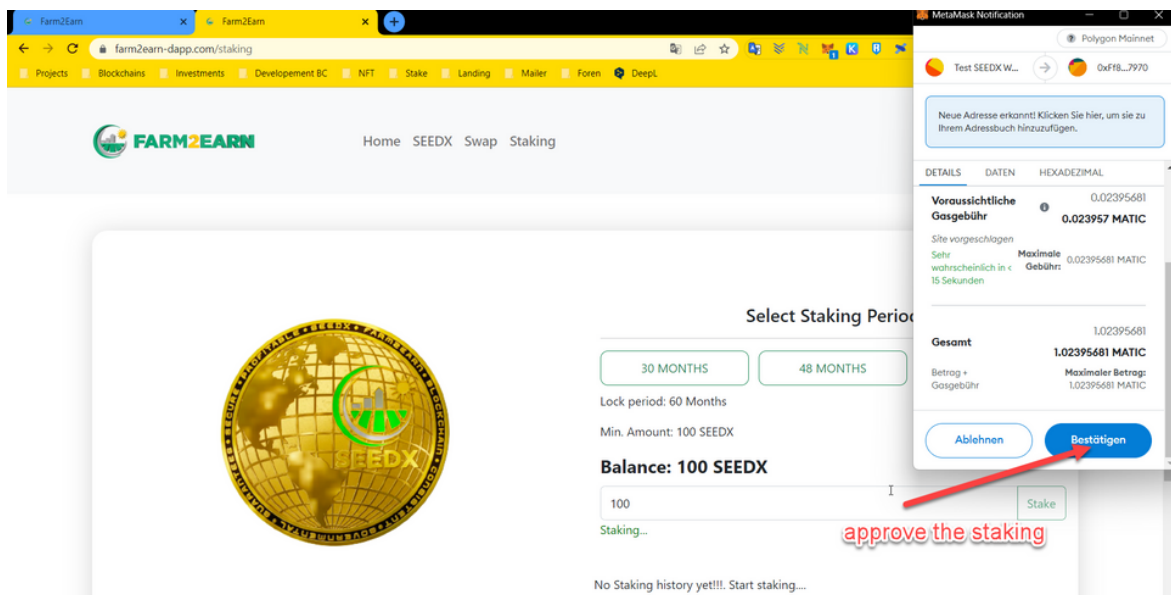 Farm2Earn
Farm2Earn
farm2earn-dapp.com/staking
Projects Blockchains Investments Developement BC NFT Stake Landing Mailer Foren DeepL
FARM2EARN
Home SEEDX Swap Staking
SEEDX
Select Staking Perio
30 MONTHS 48 MONTHS
Lock period: 60 Months
Min. Amount: 100 SEEDX
Balance: 100 SEEDX
100 Stake
Staking...
No Staking history yet!!!. Start staking....
MetaMask Notification
Polygon Mainnet
Test SEEDX W... 0xFf8...7970
Neue Adresse erkannt! Klicken Sie hier, um sie zu
Ihrem Adressbuch hinzuzufügen.
DETAILS DATEN HEXADEZIMAL
Voraussichtliche 0.02395681
Gasgebühr 0.023957 MATIC
Site vorgeschlagen
Sehr Maximale
wahrscheinlich in < Gebühr: 0.02395681 MATIC
15 Sekunden
1.02395681
Gesamt 1.02395681 MATIC
Betrag + Maximaler Betrag:
Gasgebühr 1.02395681 MATIC
Ablehnen Bestätigen
approve the staking